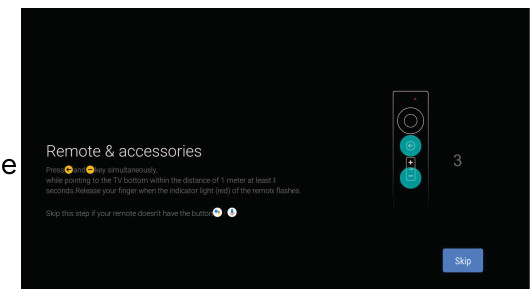 e
Remote & accessories
Press and key simultaneously,
while pointing to the TV bottom within the distance of 1 meter at least
seconds.Release your finger when the indicator light (red) of the remote flashes.
Skip this step if your remote doesn't have the button
3
Skip